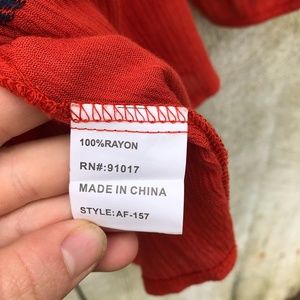 100%RAYON
RN#:91017
MADE IN CHINA
STYLE:AF-157